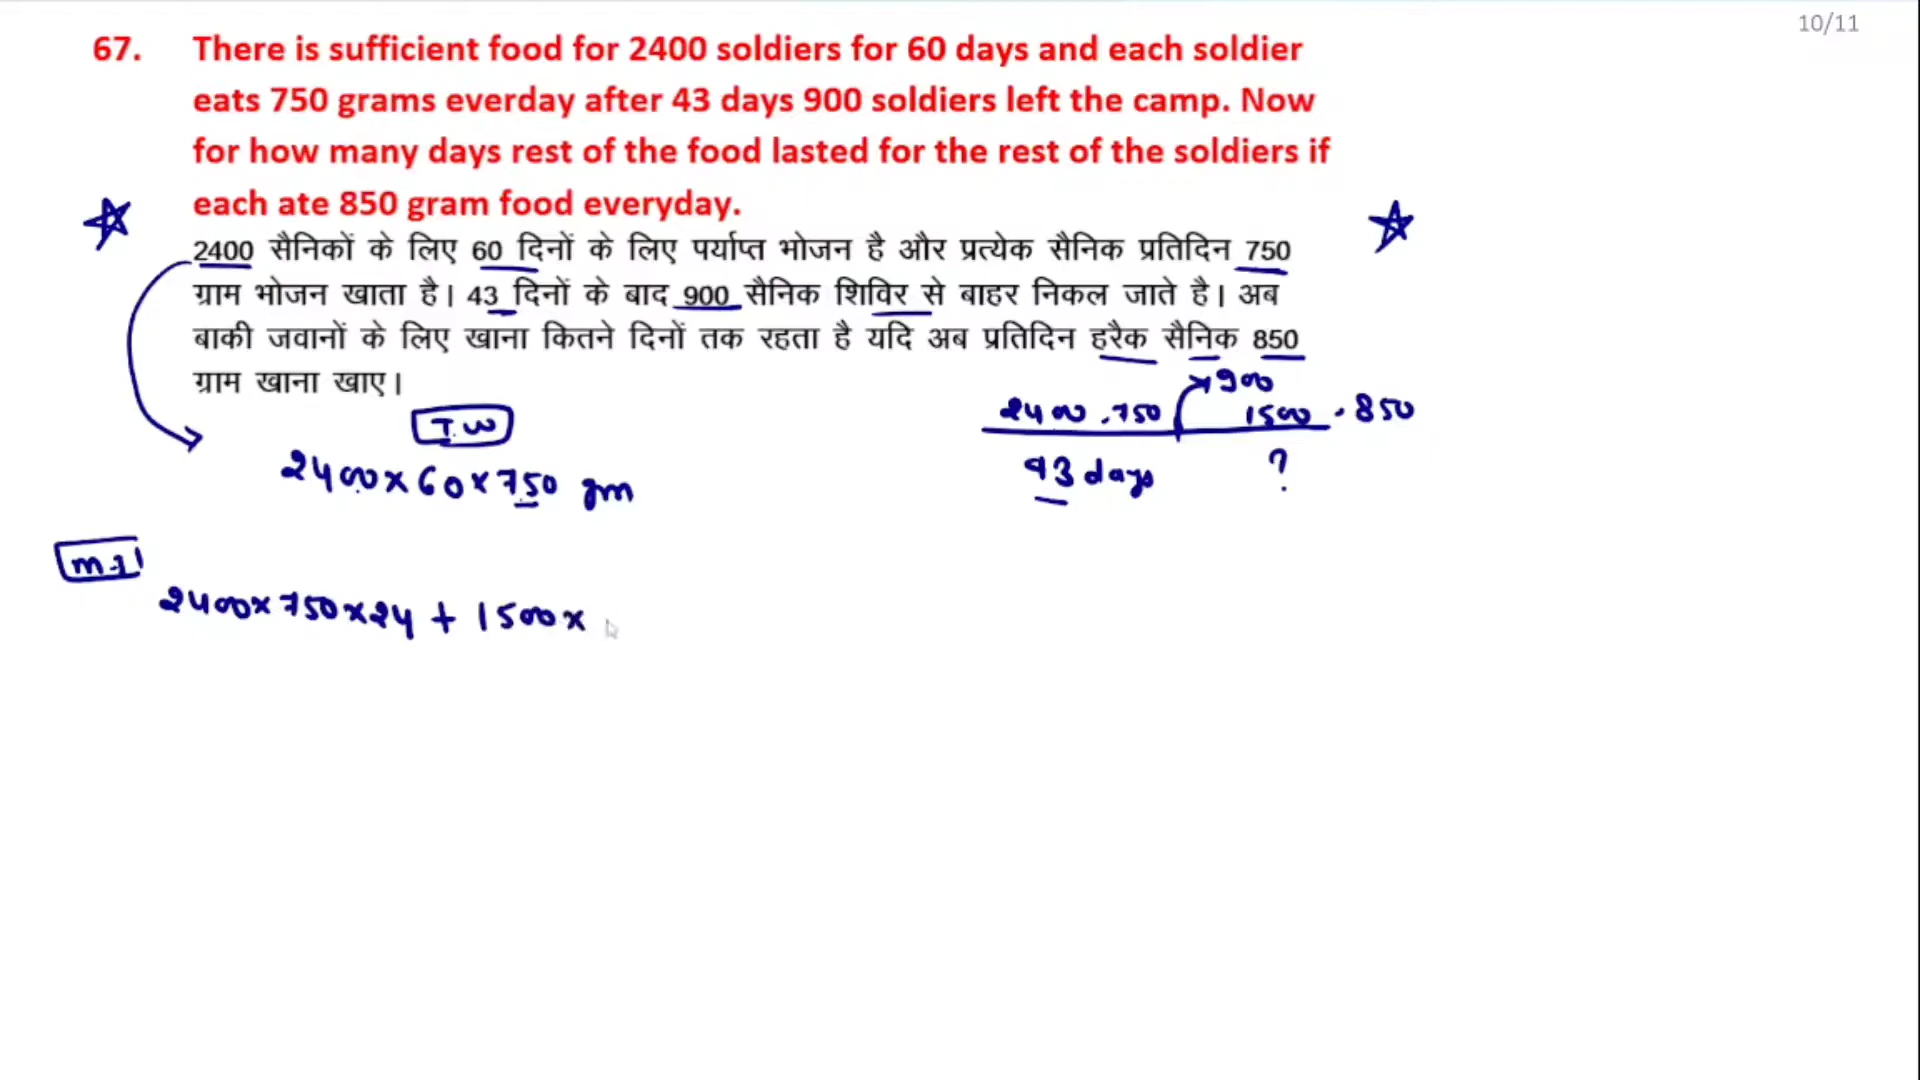 10/11
67. There is sufficient food for 2400 soldiers for 60 days and each soldier
eats 750 grams everday after 43 days 900 soldiers left the camp. Now
for how many days rest of the food lasted for the rest of the soldiers if
each ate 850 gram food everyday.
2400 सैनिकों के लिए 60 दिनों के लिए पर्याप्त भोजन है और प्रत्येक सैनिक प्रतिदिन 750
ग्राम भोजन खाता है। 43 दिनों के बाद 900 सैनिक शिविर से बाहर निकल जाते है। अब
बाकी जवानों के लिए खाना कितने दिनों तक रहता है यदि अब प्रतिदिन हरैक सैनिक 850
ग्राम खाना खाए।
900
T.W 2400 . 750 1500 . 850
2400 x 60 x 750 gm 43 days ?
m-1
2400 x 750 x 24 + 1500 x